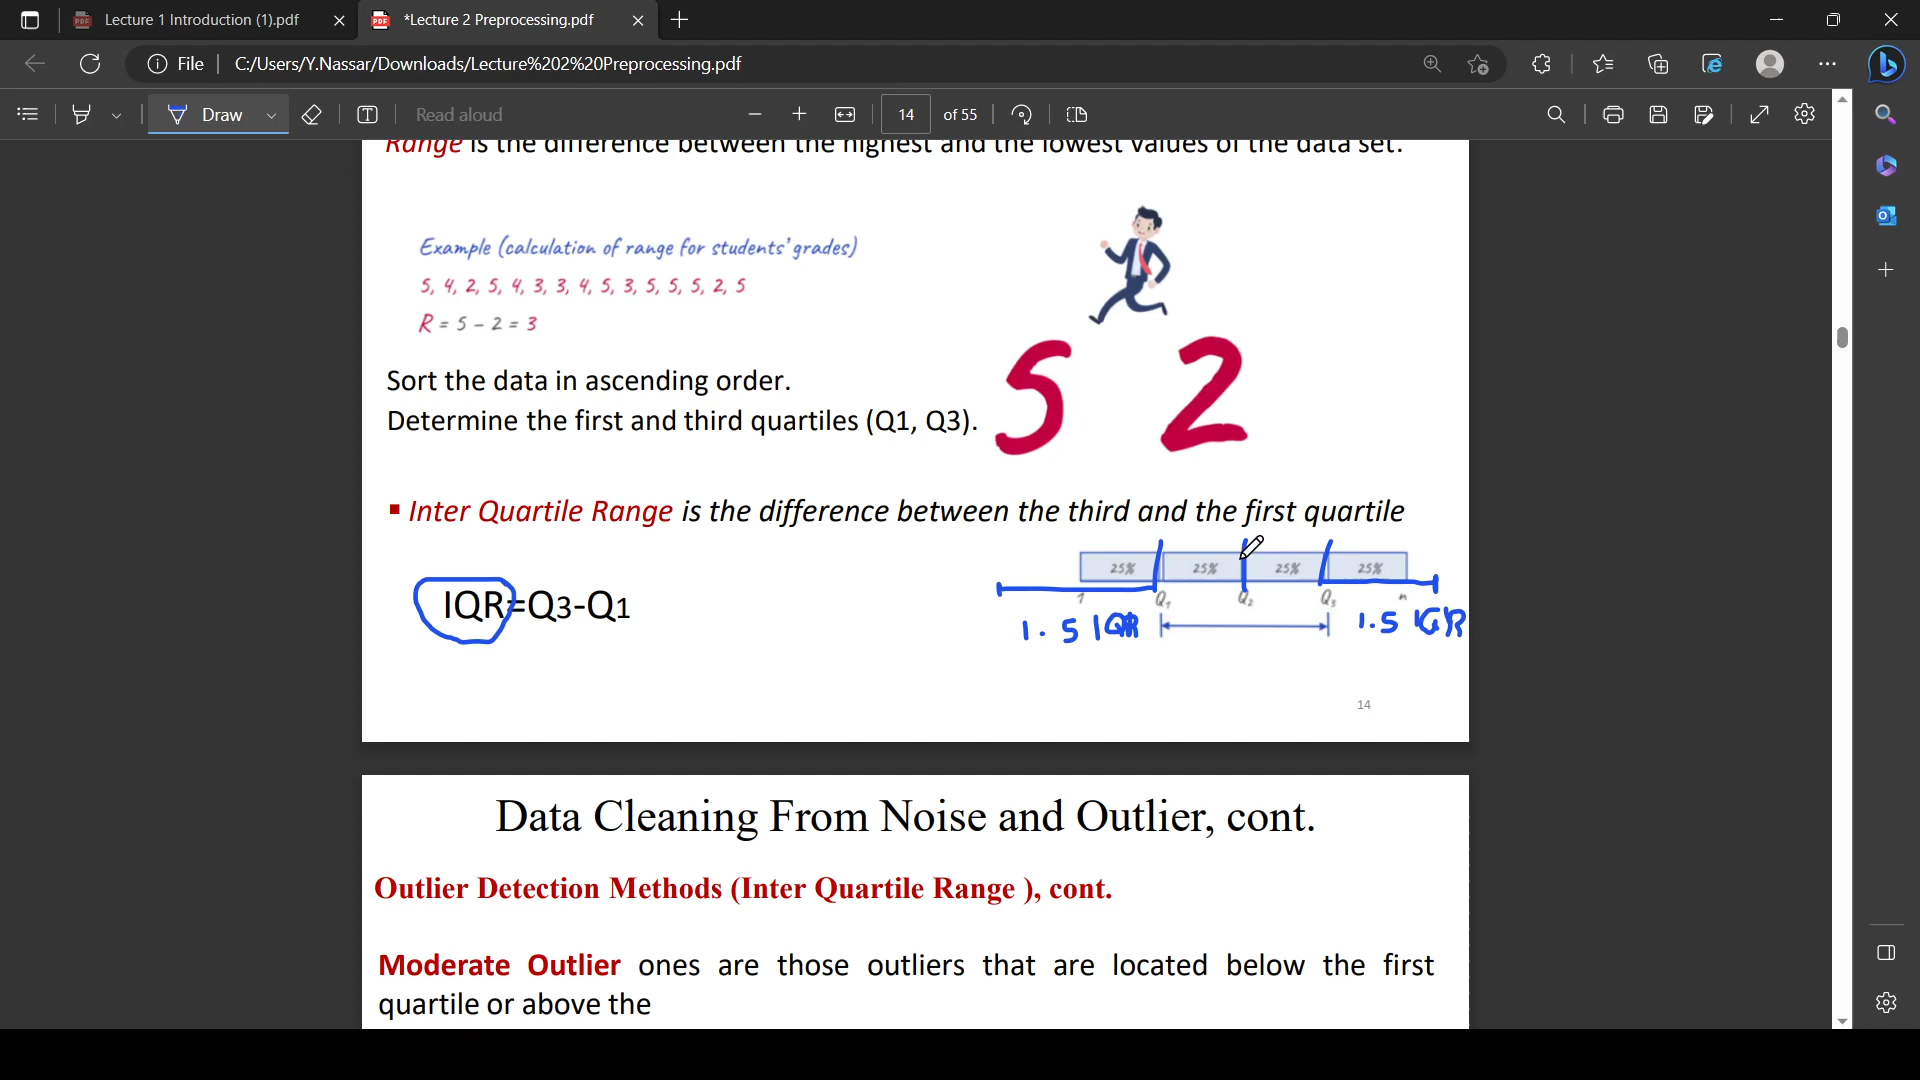 Lecture 1 Introduction (1).pdf
*Lecture 2 Preprocessing.pdf
File
C:/Users/Y.Nassar/Downloads/Lecture%202%20Preprocessing.pdf
Draw
Read aloud
14 of 55
Range is the difference between the highest and the lowest values of the data set.
Example (calculation of range for students' grades)
5, 4, 2, 5, 4, 3, 3, 4, 5, 3, 5, 5, 5, 2, 5
R = 5 - 2 = 3
5 2
Sort the data in ascending order.
Determine the first and third quartiles (Q1, Q3).
▪ Inter Quartile Range is the difference between the third and the first quartile
25% 25% 25% 25%
1 Q₁ Q₂ Q₃ n
IQR=Q3-Q1
1.5 IQR 1.5 IQR
14
Data Cleaning From Noise and Outlier, cont.
Outlier Detection Methods (Inter Quartile Range ), cont.
Moderate Outlier ones are those outliers that are located below the first
quartile or above the